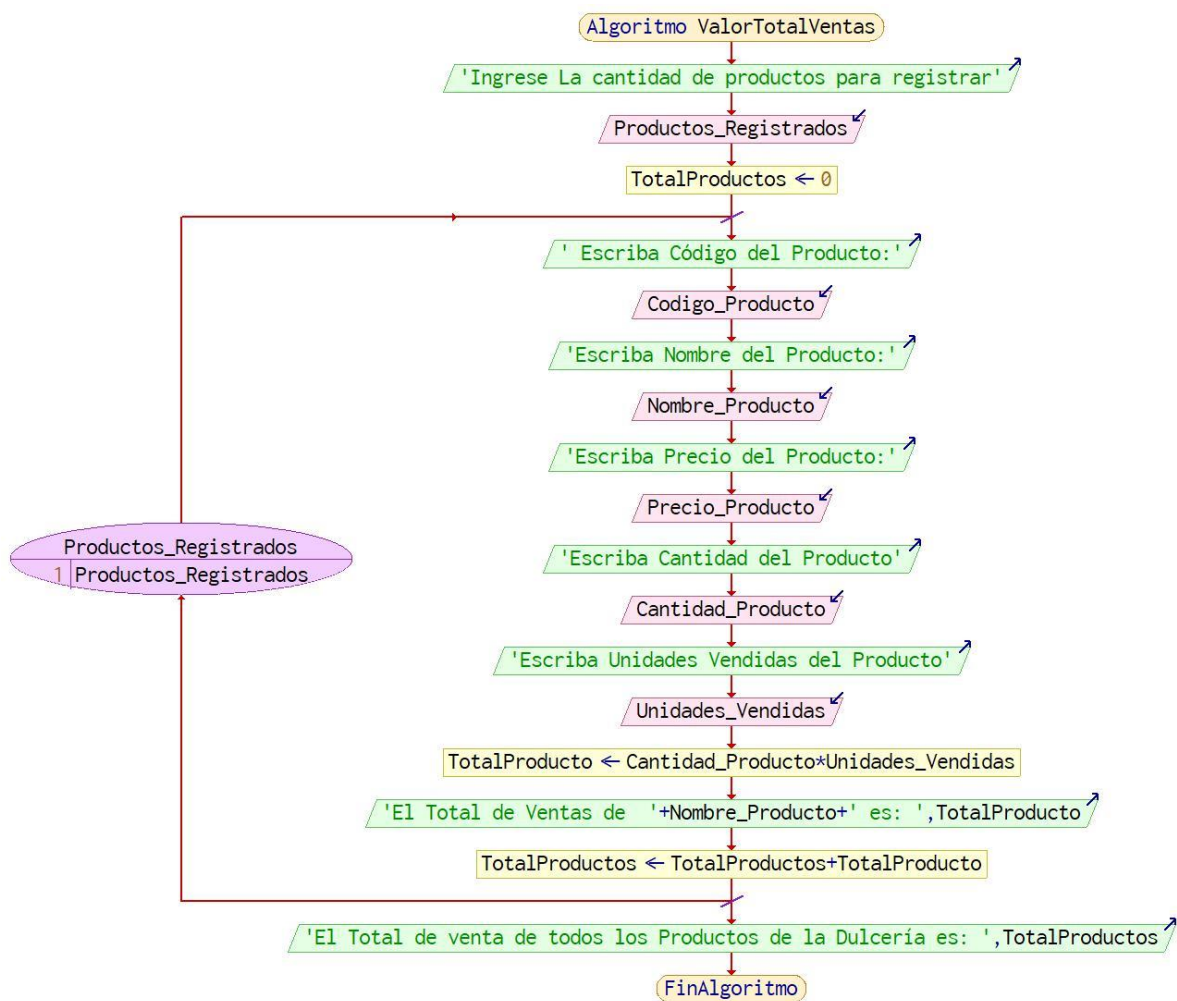 Algoritmo ValorTotalVentas
'Ingrese La cantidad de productos para registrar'
Productos_Registrados
TotalProductos ← 0
' Escriba Código del Producto:'
Codigo_Producto
'Escriba Nombre del Producto:'
Nombre_Producto
'Escriba Precio del Producto:'
Precio_Producto
Productos_Registrados
1 Productos_Registrados
'Escriba Cantidad del Producto'
Cantidad_Producto
'Escriba Unidades Vendidas del Producto'
Unidades_Vendidas
TotalProducto ← Cantidad_Producto*Unidades_Vendidas
'El Total de Ventas de  '+Nombre_Producto+' es: ',TotalProducto
TotalProductos ← TotalProductos+TotalProducto
'El Total de venta de todos los Productos de la Dulcería es: ',TotalProductos
FinAlgoritmo